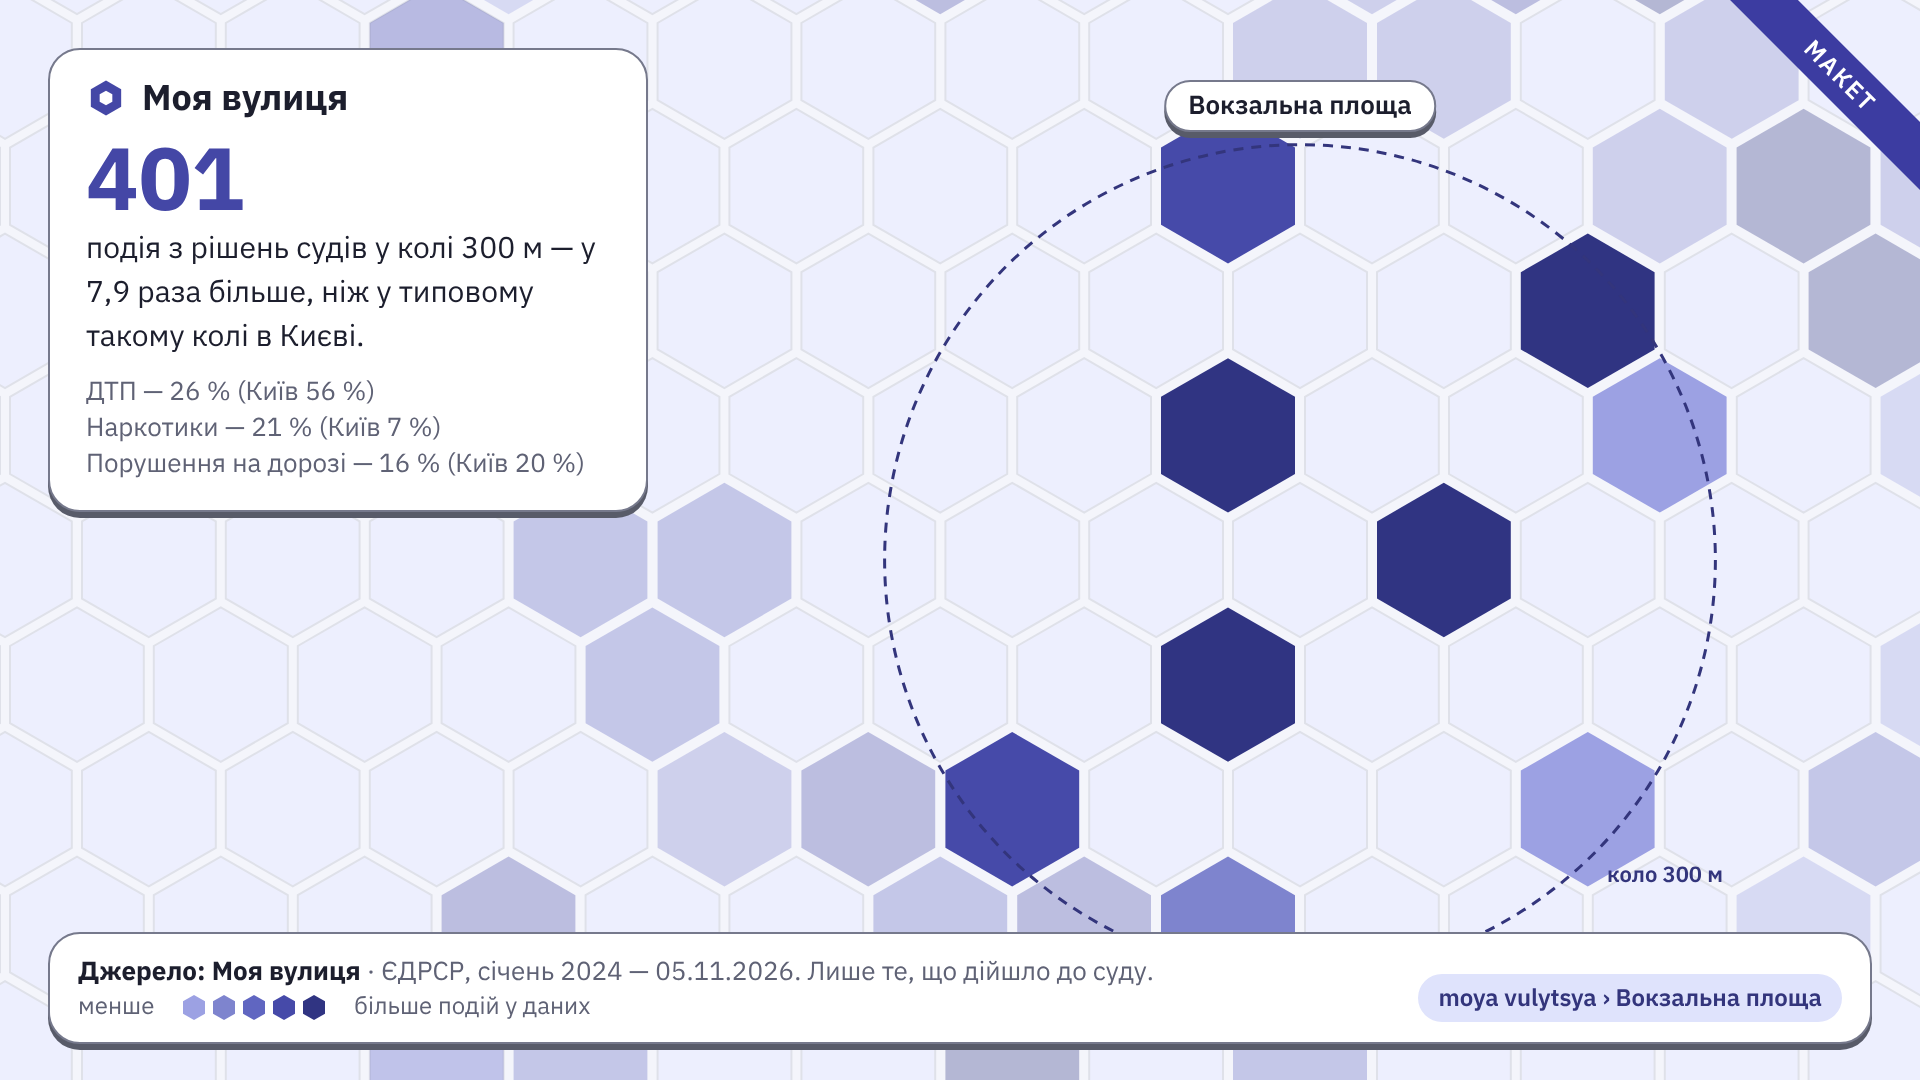 Моя вулиця
401
подія з рішень судів у колі 300 м — у
7,9 раза більше, ніж у типовому
такому колі в Києві.
ДТП — 26 % (Київ 56 %)
Наркотики — 21 % (Київ 7 %)
Порушення на дорозі — 16 % (Київ 20 %)
Вокзальна площа
МАКЕТ
коло 300 м
Джерело: Моя вулиця · ЄДРСР, січень 2024 — 05.11.2026. Лише те, що дійшло до суду.
менше більше подій у даних
moya vulytsya › Вокзальна площа